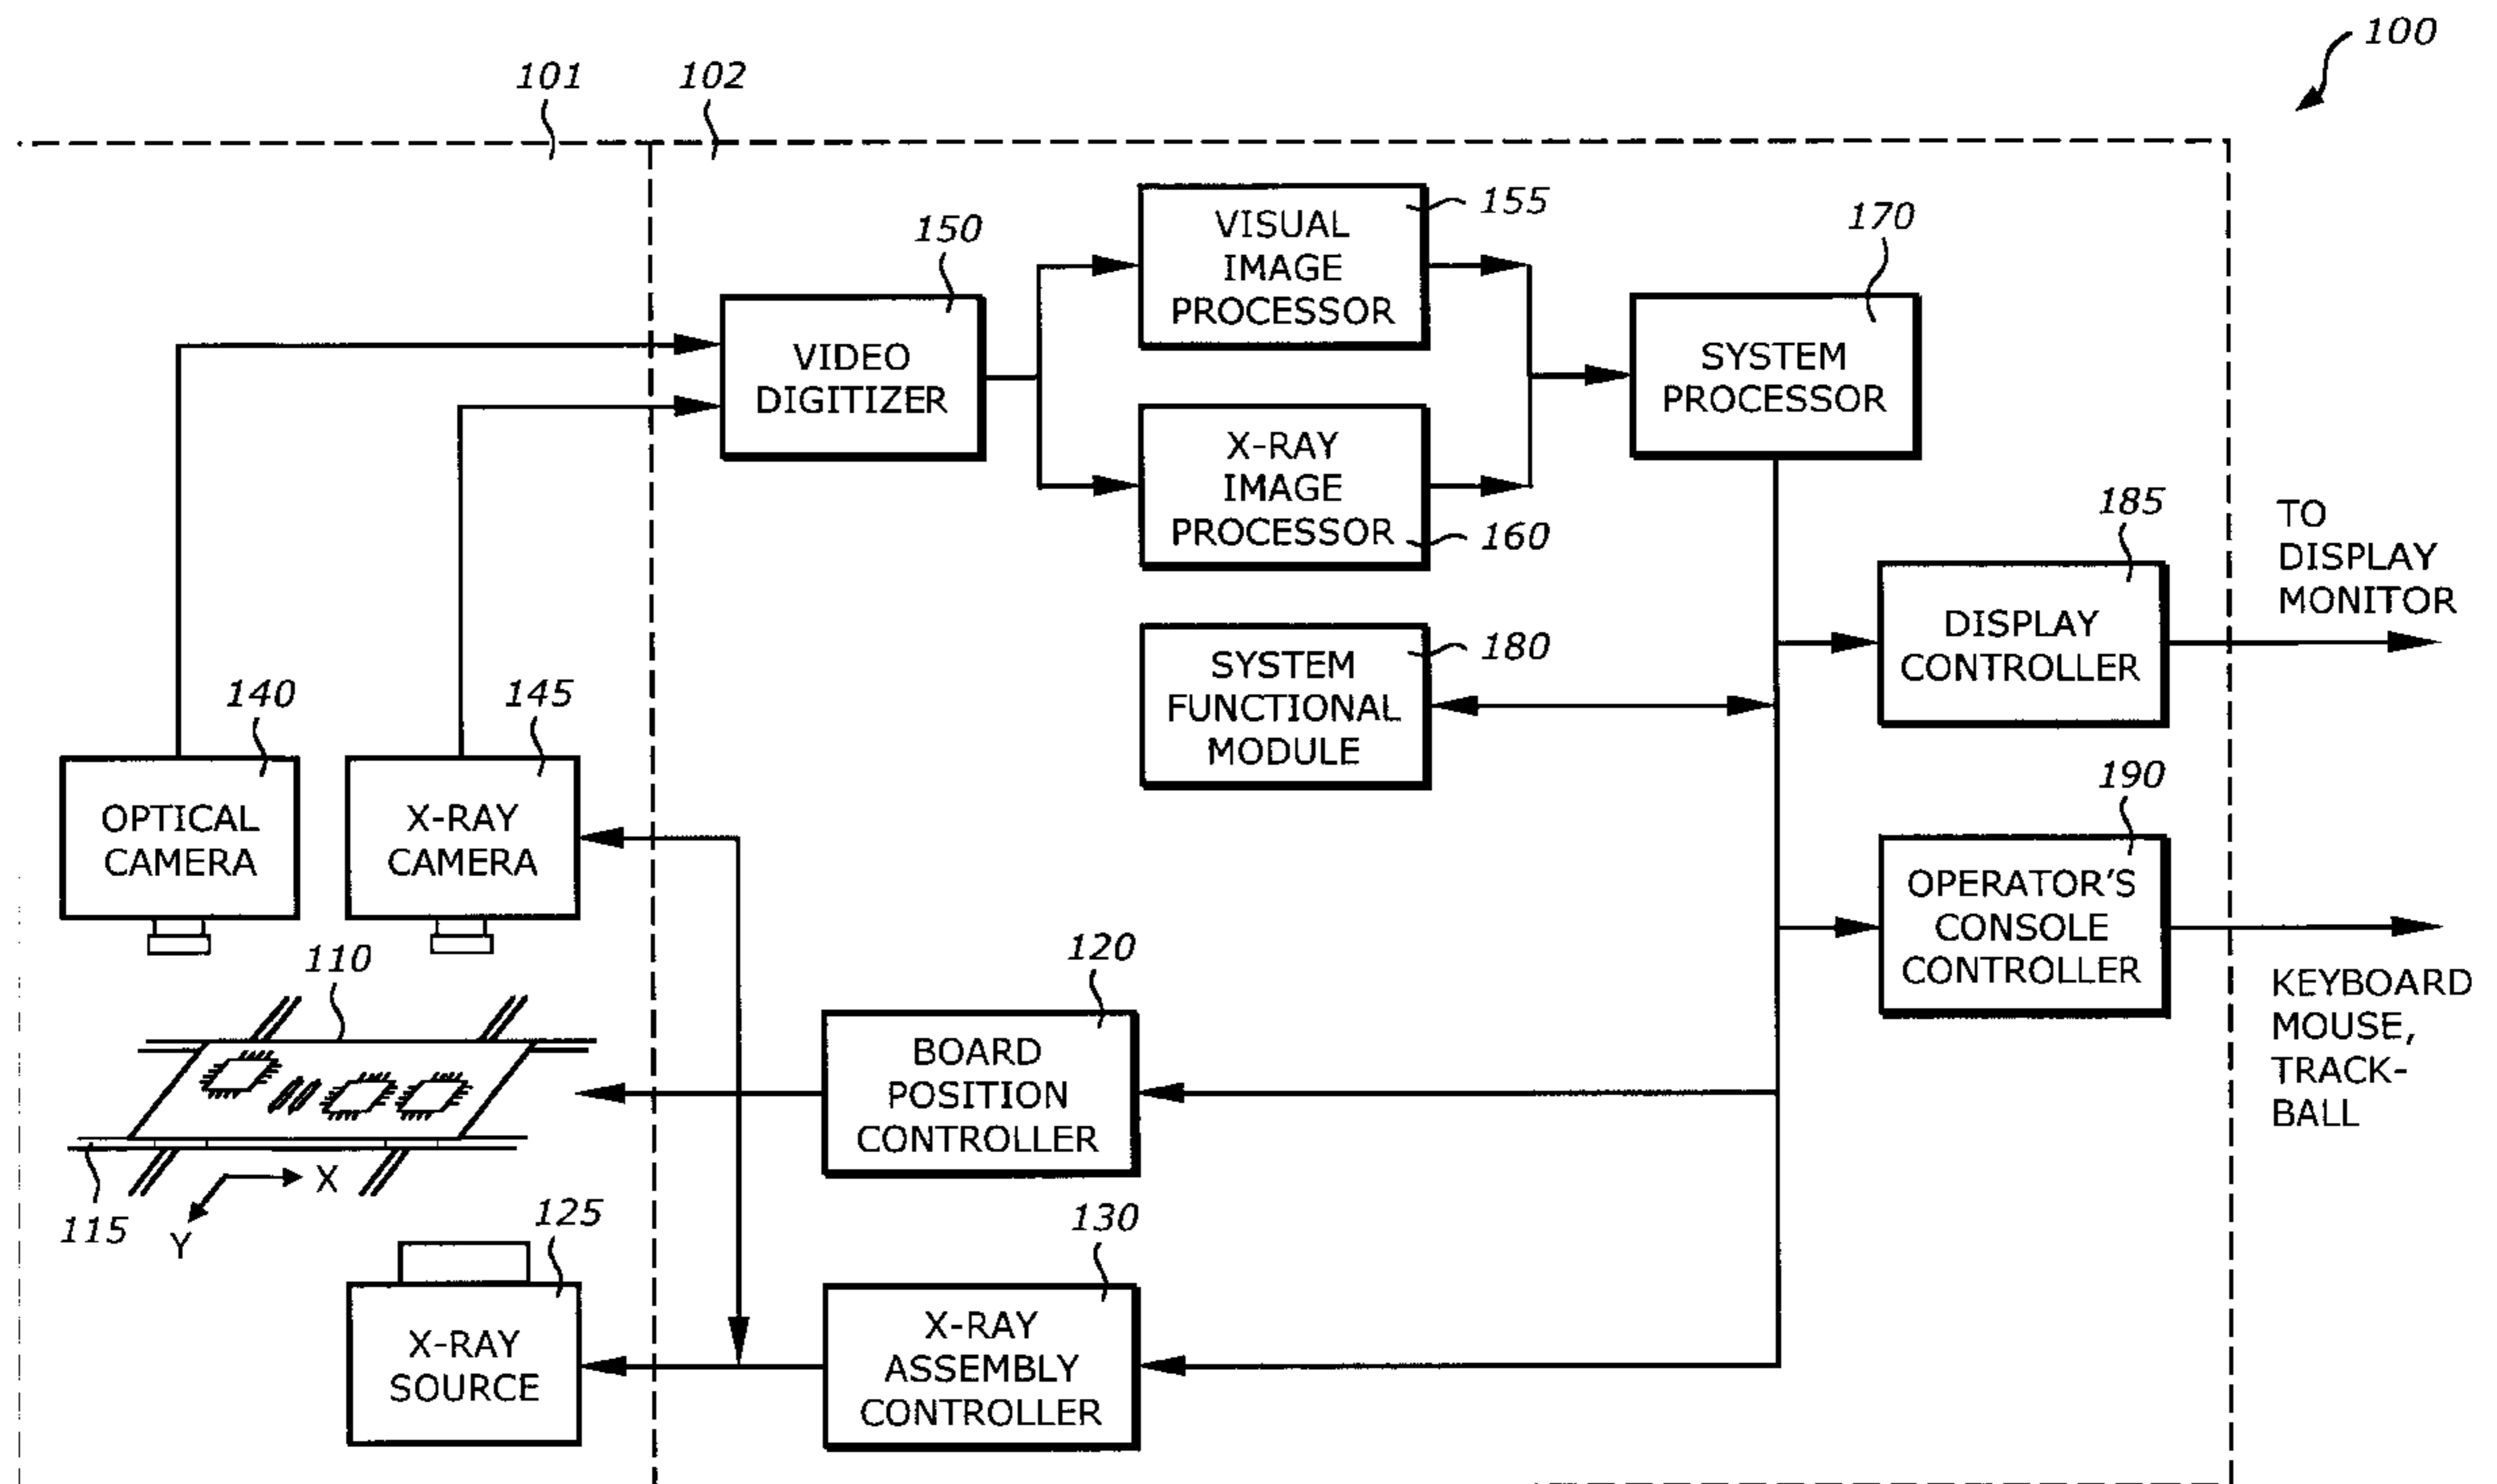 100
101
102
150
VIDEO
DIGITIZER
155
VISUAL
IMAGE
PROCESSOR
X-RAY
IMAGE
PROCESSOR
160
170
SYSTEM
PROCESSOR
180
SYSTEM
FUNCTIONAL
MODULE
185
DISPLAY
CONTROLLER
TO
DISPLAY
MONITOR
190
OPERATOR'S
CONSOLE
CONTROLLER
KEYBOARD
MOUSE,
TRACK-
BALL
140
OPTICAL
CAMERA
145
X-RAY
CAMERA
110
115
X
Y
120
BOARD
POSITION
CONTROLLER
125
X-RAY
SOURCE
130
X-RAY
ASSEMBLY
CONTROLLER